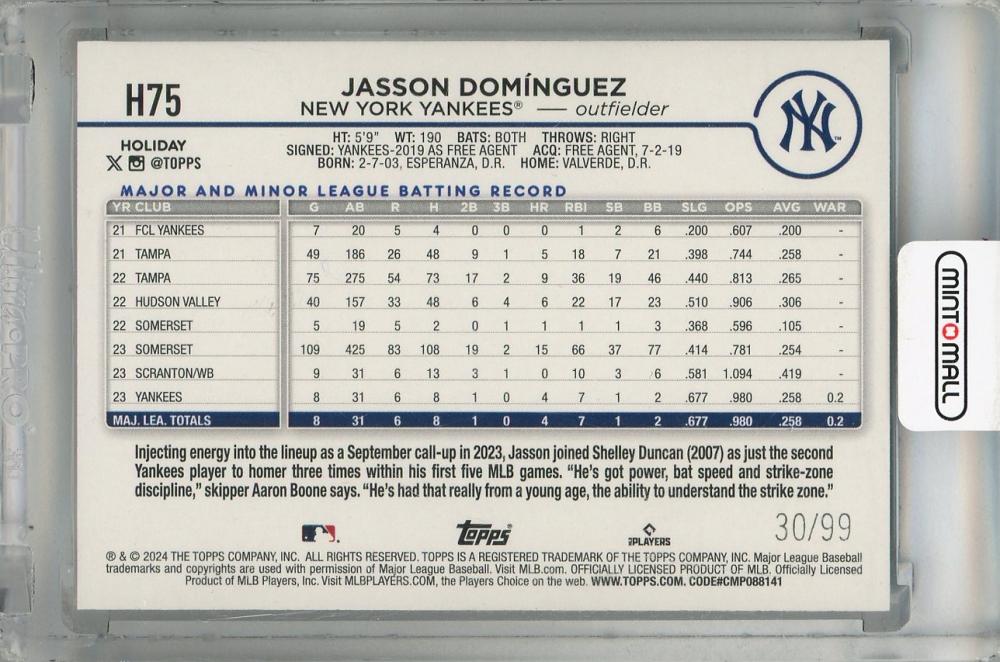 H75
JASSON DOMÍNGUEZ
NEW YORK YANKEES® — outfielder
NY™
HOLIDAY
@TOPPS
HT: 5'9" WT: 190 BATS: BOTH THROWS: RIGHT
SIGNED: YANKEES-2019 AS FREE AGENT ACQ: FREE AGENT, 7-2-19
BORN: 2-7-03, ESPERANZA, D.R. HOME: VALVERDE, D.R.
MAJOR AND MINOR LEAGUE BATTING RECORD
YR CLUB G AB R H 2B 3B HR RBI SB BB SLG OPS AVG WAR
21 FCL YANKEES 7 20 5 4 0 0 0 1 2 6 .200 .607 .200 -
21 TAMPA 49 186 26 48 9 1 5 18 7 21 .398 .744 .258 -
22 TAMPA 75 275 54 73 17 2 9 36 19 46 .440 .813 .265 -
22 HUDSON VALLEY 40 157 33 48 6 4 6 22 17 23 .510 .906 .306 -
22 SOMERSET 5 19 5 2 0 1 1 1 1 3 .368 .596 .105 -
23 SOMERSET 109 425 83 108 19 2 15 66 37 77 .414 .781 .254 -
23 SCRANTON/WB 9 31 6 13 3 1 0 10 3 6 .581 1.094 .419 -
23 YANKEES 8 31 6 8 1 0 4 7 1 2 .677 .980 .258 0.2
MAJ. LEA. TOTALS 8 31 6 8 1 0 4 7 1 2 .677 .980 .258 0.2
Injecting energy into the lineup as a September call-up in 2023, Jasson joined Shelley Duncan (2007) as just the second
Yankees player to homer three times within his first five MLB games. “He's got power, bat speed and strike-zone
discipline,” skipper Aaron Boone says. “He's had that really from a young age, the ability to understand the strike zone.”
30/99
Topps®
PLAYERS
® & © 2024 THE TOPPS COMPANY, INC. ALL RIGHTS RESERVED. TOPPS IS A REGISTERED TRADEMARK OF THE TOPPS COMPANY, INC. Major League Baseball
trademarks and copyrights are used with permission of Major League Baseball. Visit MLB.com. OFFICIALLY LICENSED PRODUCT OF MLB. Officially Licensed
Product of MLB Players, Inc. Visit MLBPLAYERS.COM, the Players Choice on the web. WWW.TOPPS.COM. CODE#CMP088141
MINTOMALL